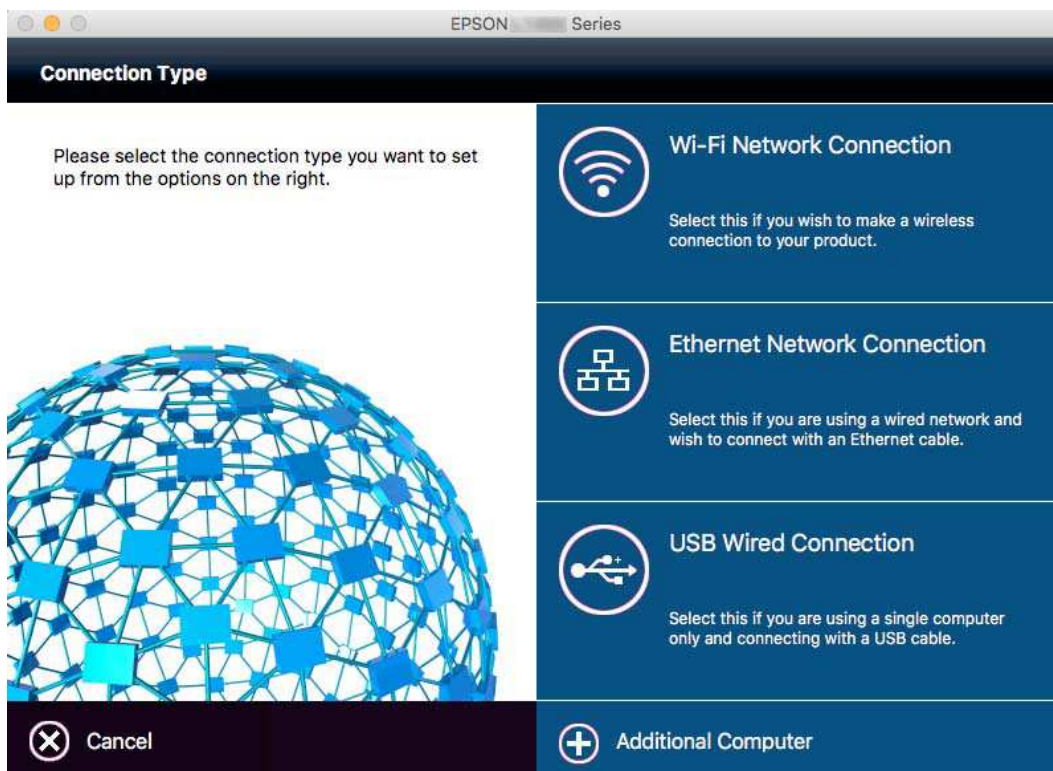 EPSON Series
Connection Type
Please select the connection type you want to set
up from the options on the right.
Wi-Fi Network Connection
Select this if you wish to make a wireless
connection to your product.
Ethernet Network Connection
Select this if you are using a wired network and
wish to connect with an Ethernet cable.
USB Wired Connection
Select this if you are using a single computer
only and connecting with a USB cable.
Cancel
Additional Computer